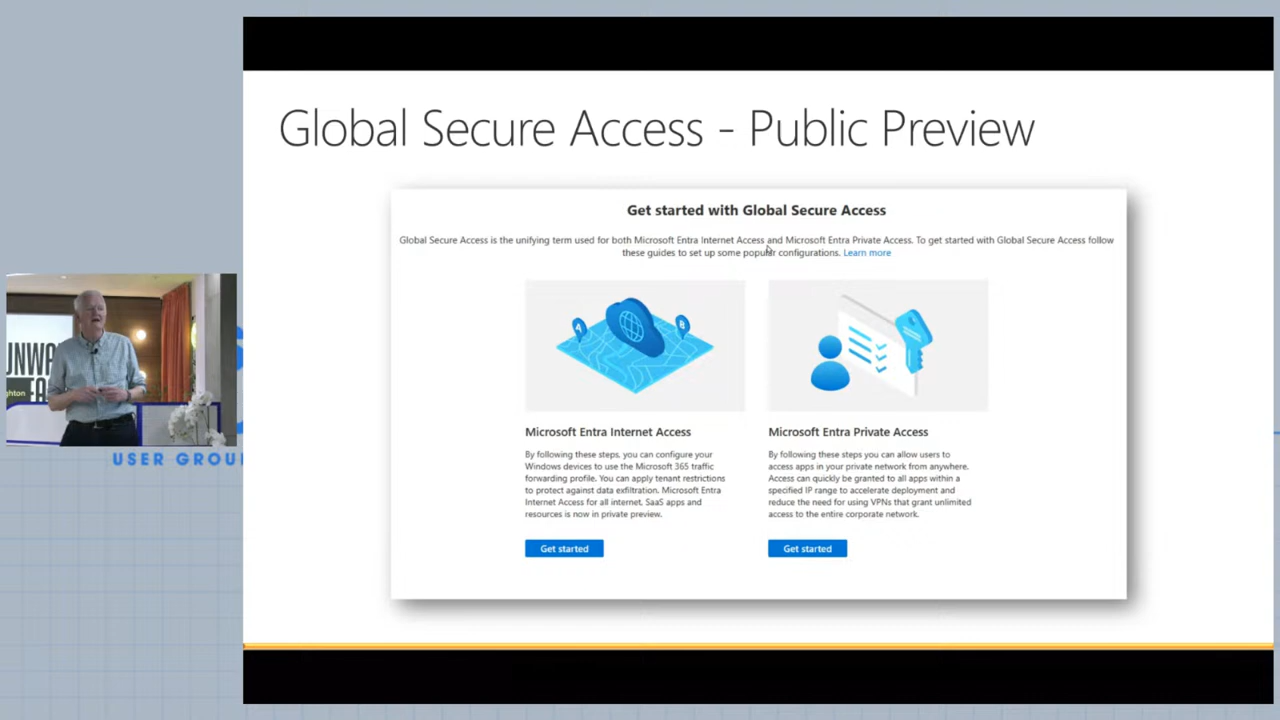 Global Secure Access - Public Preview
Get started with Global Secure Access
Global Secure Access is the unifying term used for both Microsoft Entra Internet Access and Microsoft Entra Private Access. To get started with Global Secure Access follow
these guides to set up some popular configurations. Learn more
A
B
Microsoft Entra Internet Access
By following these steps, you can configure your
Windows devices to use the Microsoft 365 traffic
forwarding profile. You can apply tenant restrictions
to protect against data exfiltration. Microsoft Entra
Internet Access for all internet, SaaS apps and
resources is now in private preview.
Get started
Microsoft Entra Private Access
By following these steps you can allow users to
access apps in your private network from anywhere.
Access can quickly be granted to all apps within a
specified IP range to accelerate deployment and
reduce the need for using VPNs that grant unlimited
access to the entire corporate network.
Get started
UNWA
ghton
USER GROU